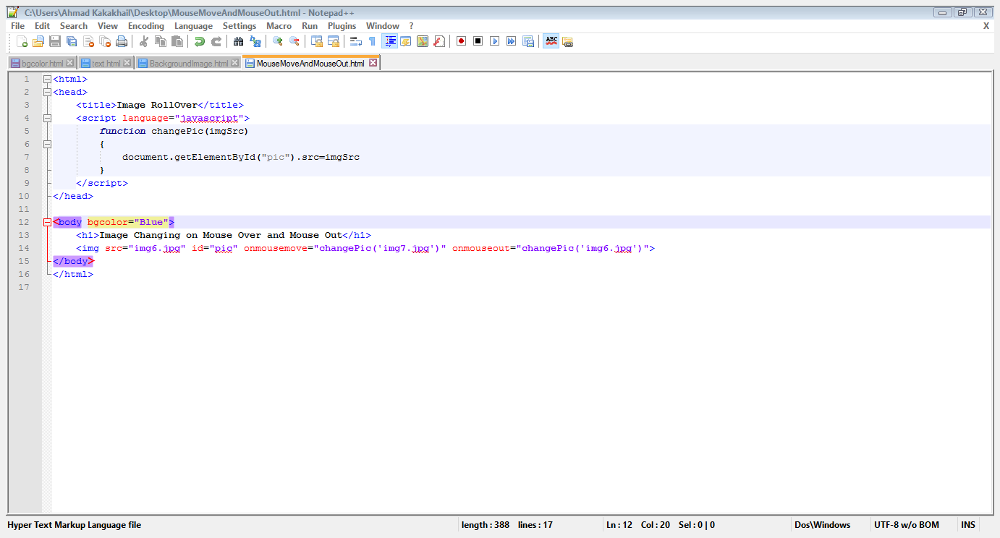 C:\Users\Ahmad Kakakhail\Desktop\MouseMoveAndMouseOut.html - Notepad++
File Edit Search View Encoding Language Settings Macro Run Plugins Window ? X
ABC
bgcolor.html text.html BackgroundImage.html MouseMoveAndMouseOut.html
1 <html>
2 <head>
3 <title>Image RollOver</title>
4 <script language="javascript">
5 function changePic(imgSrc)
6 {
7 document.getElementById("pic").src=imgSrc
8 }
9 </script>
10 </head>
11
12 <body bgcolor="Blue">
13 <h1>Image Changing on Mouse Over and Mouse Out</h1>
14 <img src="img6.jpg" id="pic" onmousemove="changePic('img7.jpg')" onmouseout="changePic('img6.jpg')">
15 </body>
16 </html>
17
Hyper Text Markup Language file length : 388 lines : 17 Ln : 12 Col : 20 Sel : 0 | 0 Dos\Windows UTF-8 w/o BOM INS